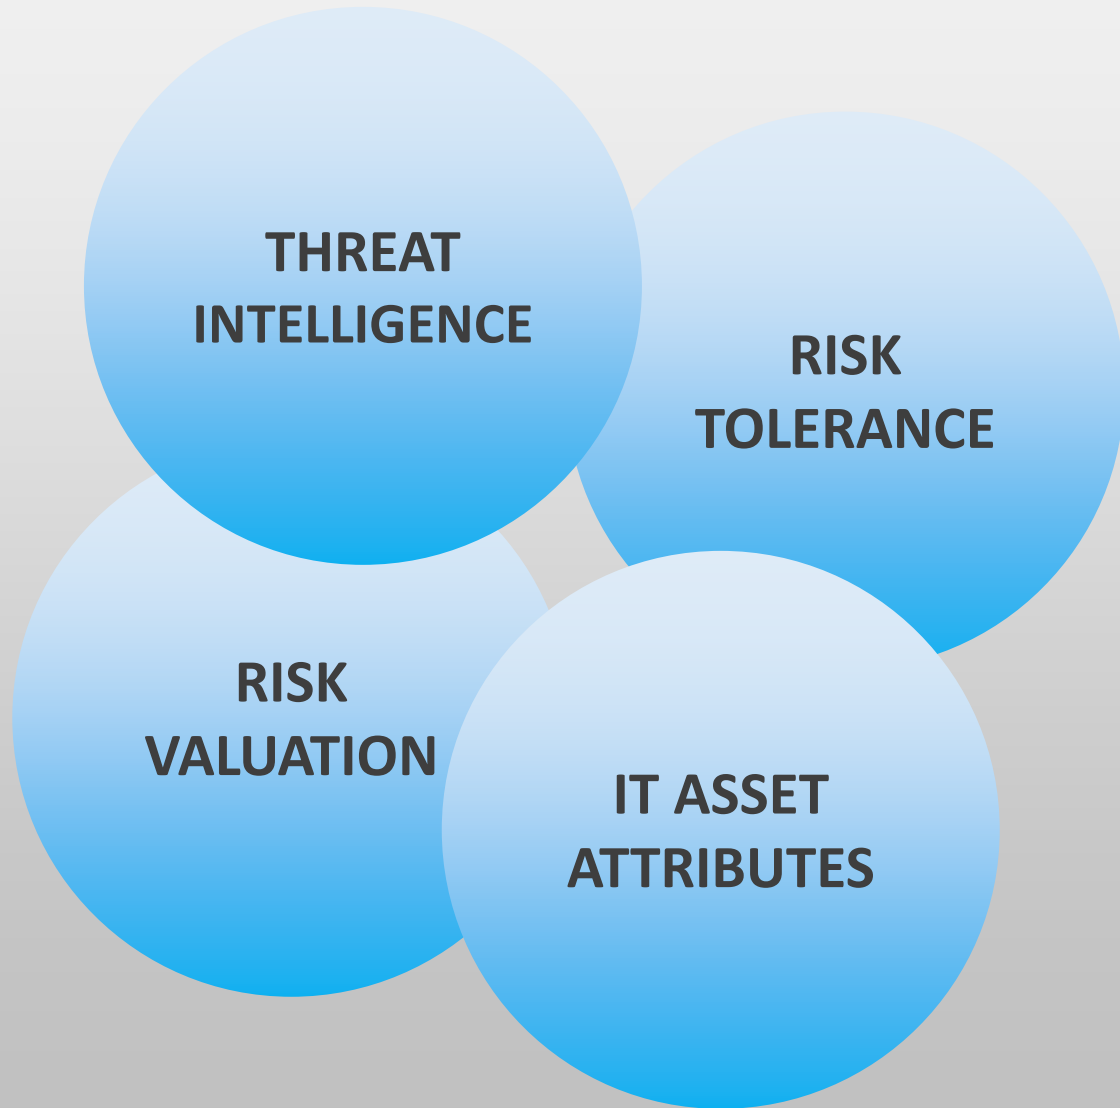 THREAT
INTELLIGENCE
RISK
TOLERANCE
RISK
VALUATION
IT ASSET
ATTRIBUTES